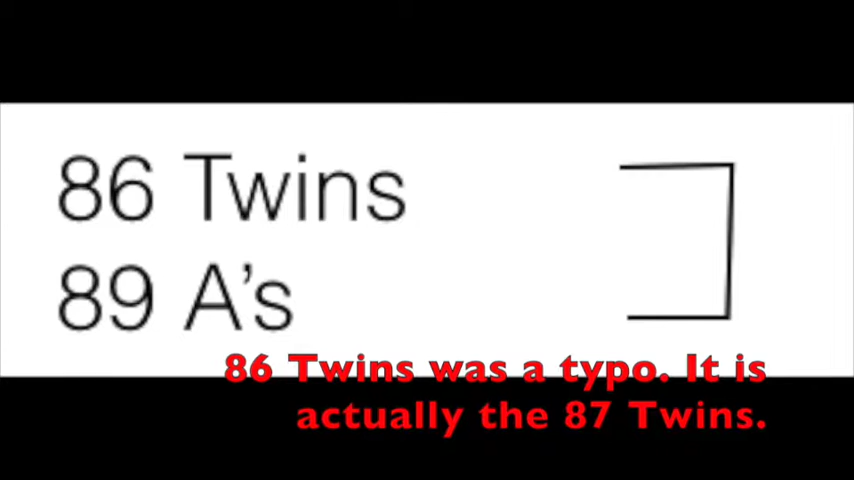 86 Twins
89 A’s
86 Twins was a typo. It is
actually the 87 Twins.